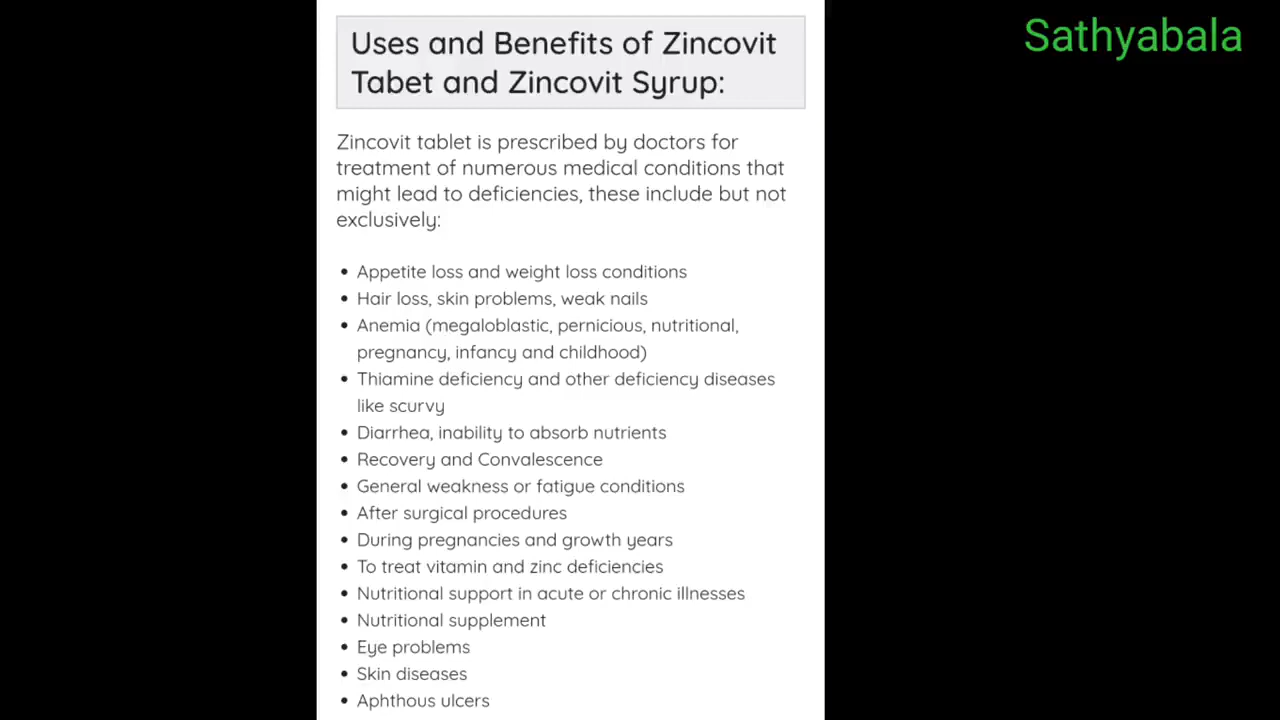 Sathyabala
Uses and Benefits of Zincovit
Tabet and Zincovit Syrup:
Zincovit tablet is prescribed by doctors for
treatment of numerous medical conditions that
might lead to deficiencies, these include but not
exclusively:
• Appetite loss and weight loss conditions
• Hair loss, skin problems, weak nails
• Anemia (megaloblastic, pernicious, nutritional,
pregnancy, infancy and childhood)
• Thiamine deficiency and other deficiency diseases
like scurvy
• Diarrhea, inability to absorb nutrients
• Recovery and Convalescence
• General weakness or fatigue conditions
• After surgical procedures
• During pregnancies and growth years
• To treat vitamin and zinc deficiencies
• Nutritional support in acute or chronic illnesses
• Nutritional supplement
• Eye problems
• Skin diseases
• Aphthous ulcers